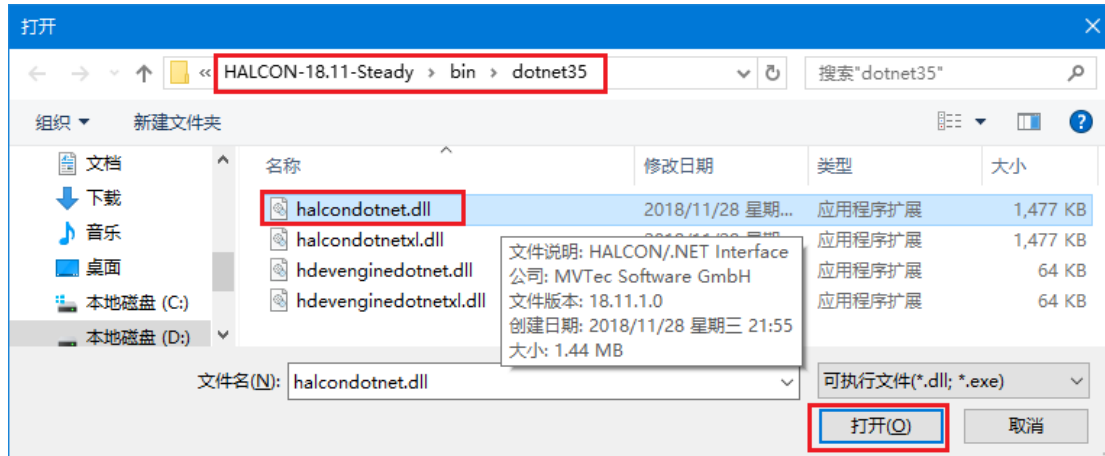 打开
« HALCON-18.11-Steady › bin › dotnet35
搜索"dotnet35"
组织
新建文件夹
文档
下载
音乐
桌面
本地磁盘 (C:)
本地磁盘 (D:)
名称 修改日期 类型 大小
halcondotnet.dll 2018/11/28 星期... 应用程序扩展 1,477 KB
halcondotnetxl.dll 应用程序扩展 1,477 KB
hdevenginedotnet.dll 应用程序扩展 64 KB
hdevenginedotnetxl.dll 应用程序扩展 64 KB
文件说明: HALCON/.NET Interface
公司: MVTec Software GmbH
文件版本: 18.11.1.0
创建日期: 2018/11/28 星期三 21:55
大小: 1.44 MB
文件名(N): halcondotnet.dll
可执行文件(*.dll; *.exe)
打开(O) 取消